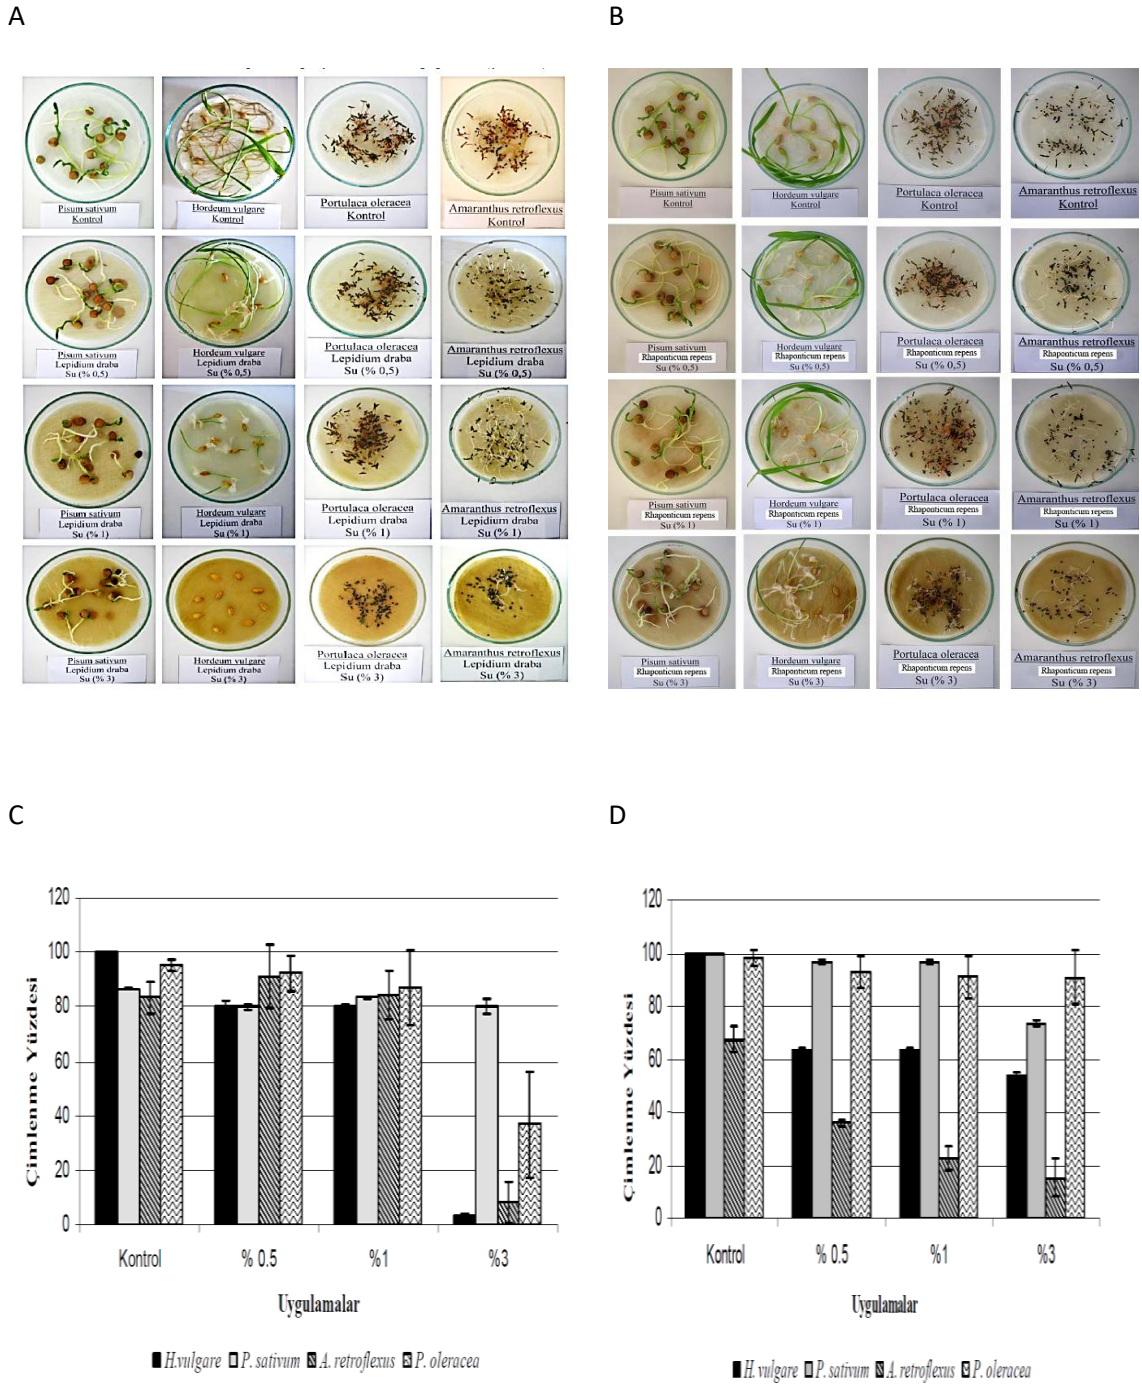 A
B
Pisum sativum
Kontrol
Hordeum vulgare
Kontrol
Portulaca oleracea
Kontrol
Amaranthus retroflexus
Kontrol
Pisum sativum
Lepidium draba
Su (% 0,5)
Hordeum vulgare
Lepidium draba
Su (% 0,5)
Portulaca oleracea
Lepidium draba
Su (% 0,5)
Amaranthus retroflexus
Lepidium draba
Su (% 0,5)
Pisum sativum
Lepidium draba
Su (% 1)
Hordeum vulgare
Lepidium draba
Su (% 1)
Portulaca oleracea
Lepidium draba
Su (% 1)
Amaranthus retroflexus
Lepidium draba
Su (% 1)
Pisum sativum
Lepidium draba
Su (% 3)
Hordeum vulgare
Lepidium draba
Su (% 3)
Portulaca oleracea
Lepidium draba
Su (% 3)
Amaranthus retroflexus
Lepidium draba
Su (% 3)
Pisum sativum
Kontrol
Hordeum vulgare
Kontrol
Portulaca oleracea
Kontrol
Amaranthus retroflexus
Kontrol
Pisum sativum
Rhaponticum repens
Su (% 0,5)
Hordeum vulgare
Rhaponticum repens
Su (% 0,5)
Portulaca oleracea
Rhaponticum repens
Su (% 0,5)
Amaranthus retroflexus
Rhaponticum repens
Su (% 0,5)
Pisum sativum
Rhaponticum repens
Su (% 1)
Hordeum vulgare
Rhaponticum repens
Su (% 1)
Portulaca oleracea
Rhaponticum repens
Su (% 1)
Amaranthus retroflexus
Rhaponticum repens
Su (% 1)
Pisum sativum
Rhaponticum repens
Su (% 3)
Hordeum vulgare
Rhaponticum repens
Su (% 3)
Portulaca oleracea
Rhaponticum repens
Su (% 3)
Amaranthus retroflexus
Rhaponticum repens
Su (% 3)
C
Çimlenme Yüzdesi
120
100
80
60
40
20
0
Kontrol % 0.5 %1 %3
Uygulamalar
H.vulgare P. sativum A. retroflexus P. oleracea
D
Çimlenme Yüzdesi
120
100
80
60
40
20
0
Kontrol % 0.5 %1 %3
Uygulamalar
H. vulgare P. sativum A. retroflexus P. oleracea